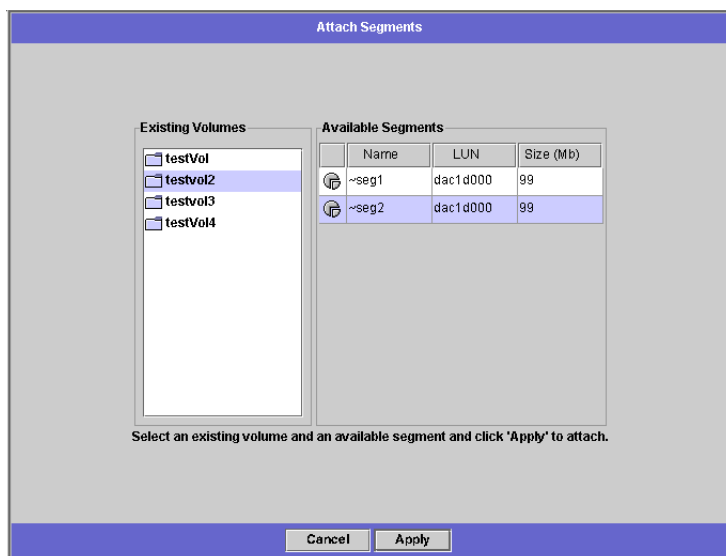 Attach Segments
Existing Volumes
testVol
testvol2
testvol3
testVol4
Available Segments
Name LUN Size (Mb)
~seg1 dac1d000 99
~seg2 dac1d000 99
Select an existing volume and an available segment and click 'Apply' to attach.
Cancel Apply